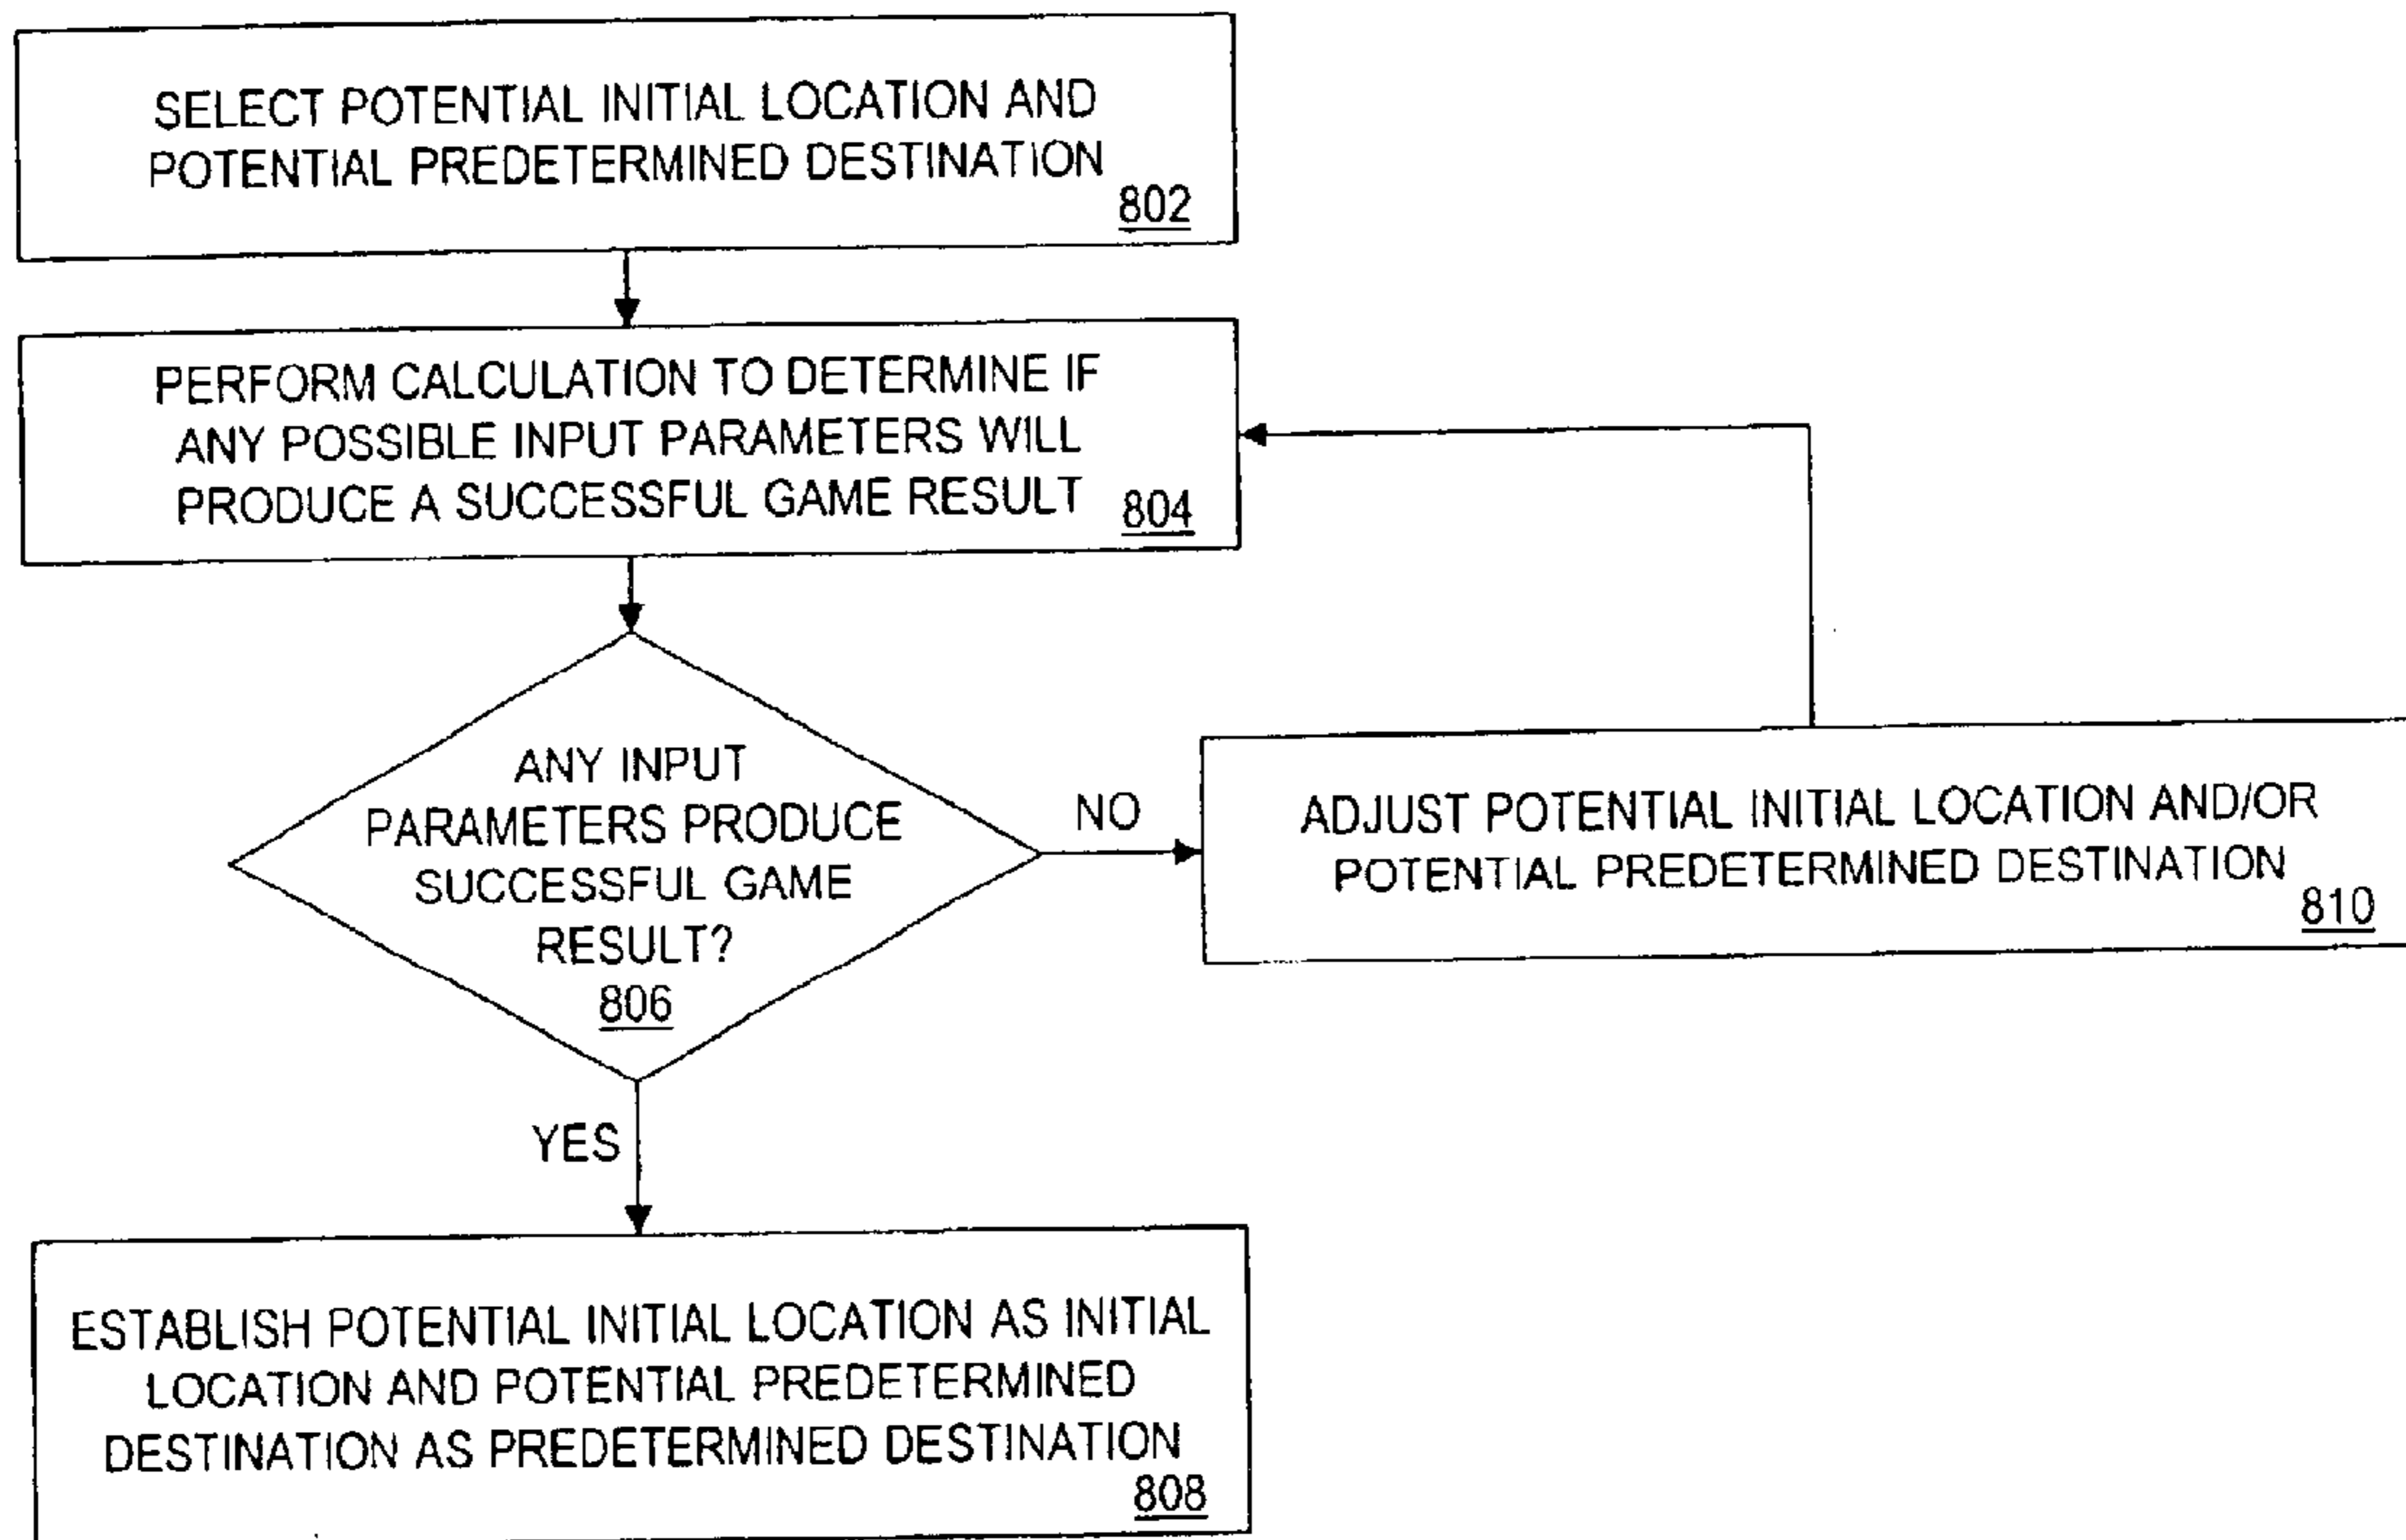 SELECT POTENTIAL INITIAL LOCATION AND
POTENTIAL PREDETERMINED DESTINATION
802
PERFORM CALCULATION TO DETERMINE IF
ANY POSSIBLE INPUT PARAMETERS WILL
PRODUCE A SUCCESSFUL GAME RESULT
804
ANY INPUT
PARAMETERS PRODUCE
SUCCESSFUL GAME
RESULT?
806
NO
ADJUST POTENTIAL INITIAL LOCATION AND/OR
POTENTIAL PREDETERMINED DESTINATION
810
YES
ESTABLISH POTENTIAL INITIAL LOCATION AS INITIAL
LOCATION AND POTENTIAL PREDETERMINED
DESTINATION AS PREDETERMINED DESTINATION
808